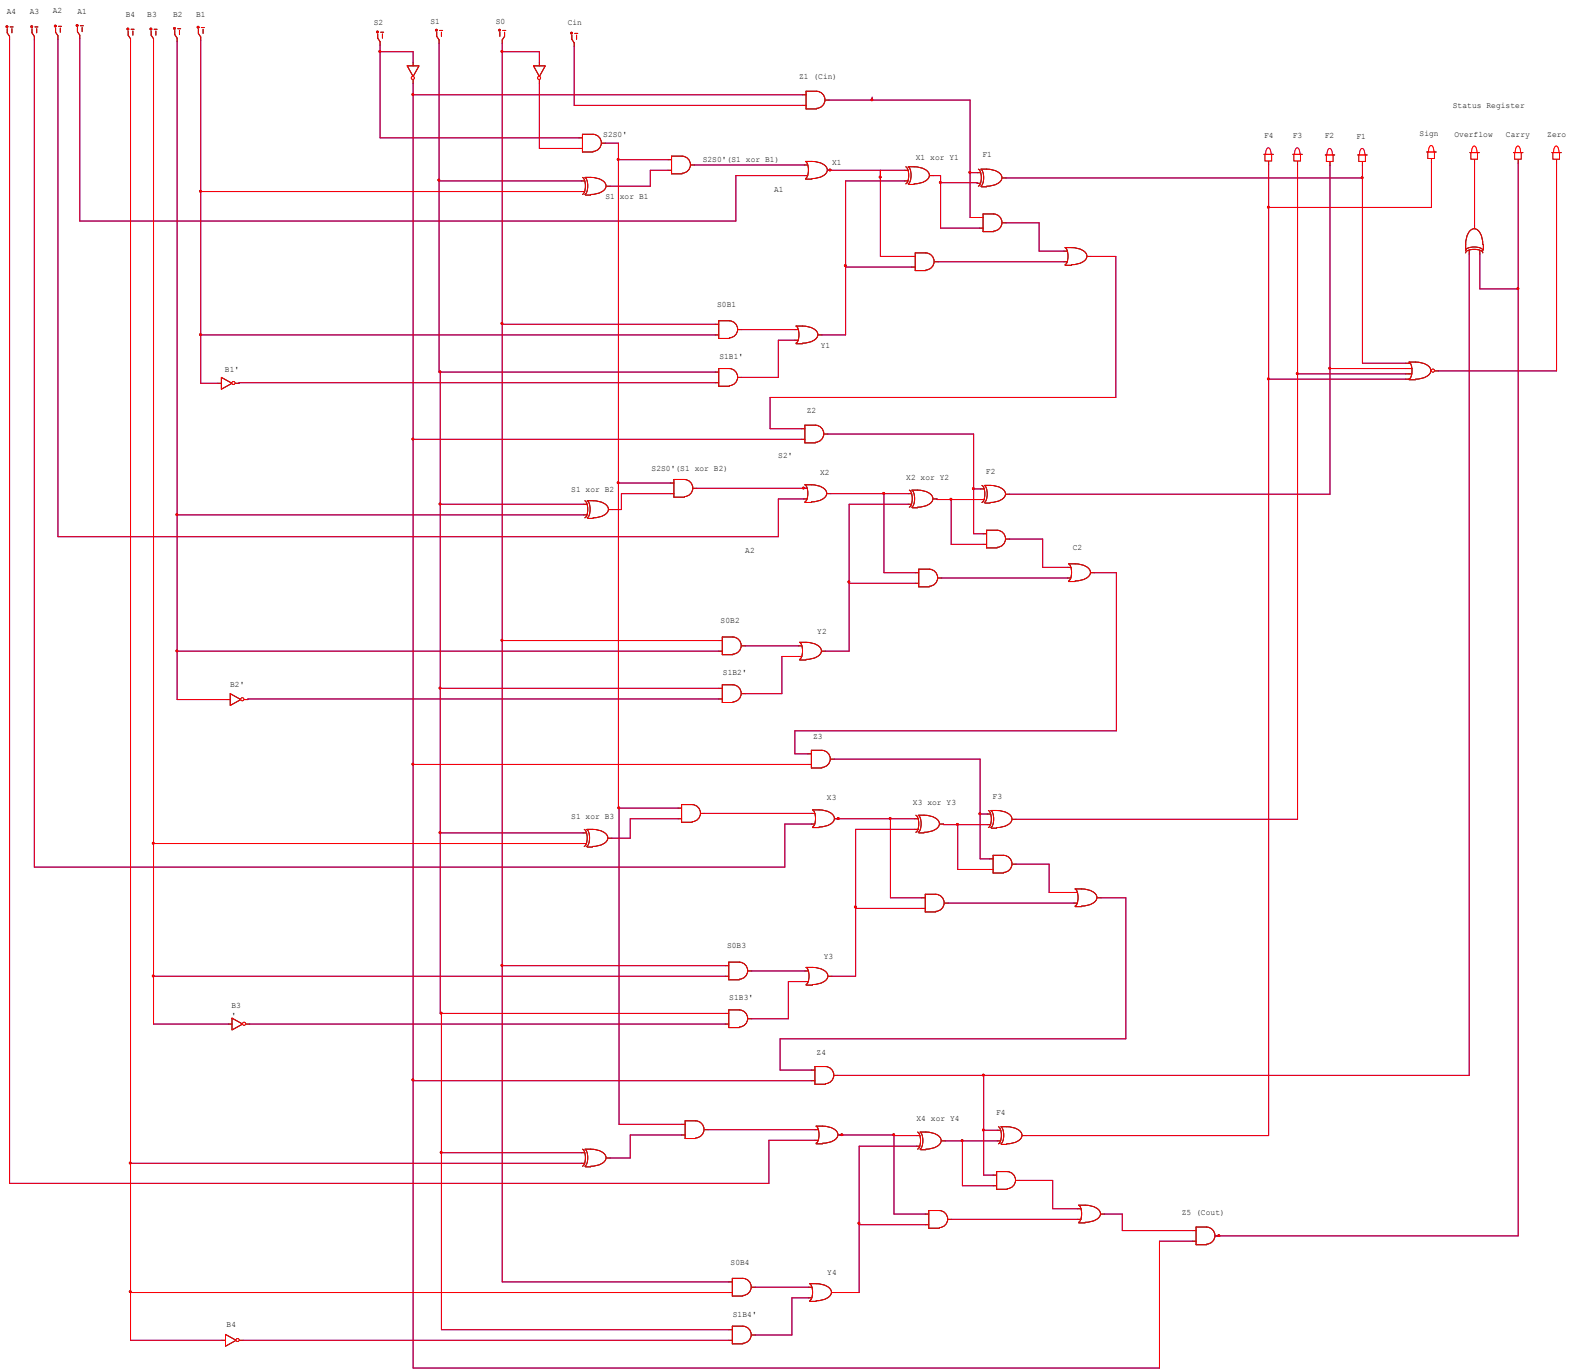 A4
A3
A2
A1
B4
B3
B2
B1
S2
S1
S0
Cin
Z1 (Cin)
Status Register
S2S0'
F4
F3
F2
F1
Sign
Overflow
Carry
Zero
S2S0'(S1 xor B1)
X1
X1 xor Y1
F1
A1
S1 xor B1
S0B1
Y1
S1B1'
B1'
Z2
S2'
S2S0'(S1 xor B2)
X2
X2 xor Y2
F2
S1 xor B2
A2
C2
S0B2
Y2
S1B2'
B2'
Z3
X3
X3 xor Y3
F3
S1 xor B3
S0B3
Y3
S1B3'
B3
'
Z4
X4 xor Y4
F4
Z5 (Cout)
S0B4
Y4
S1B4'
B4